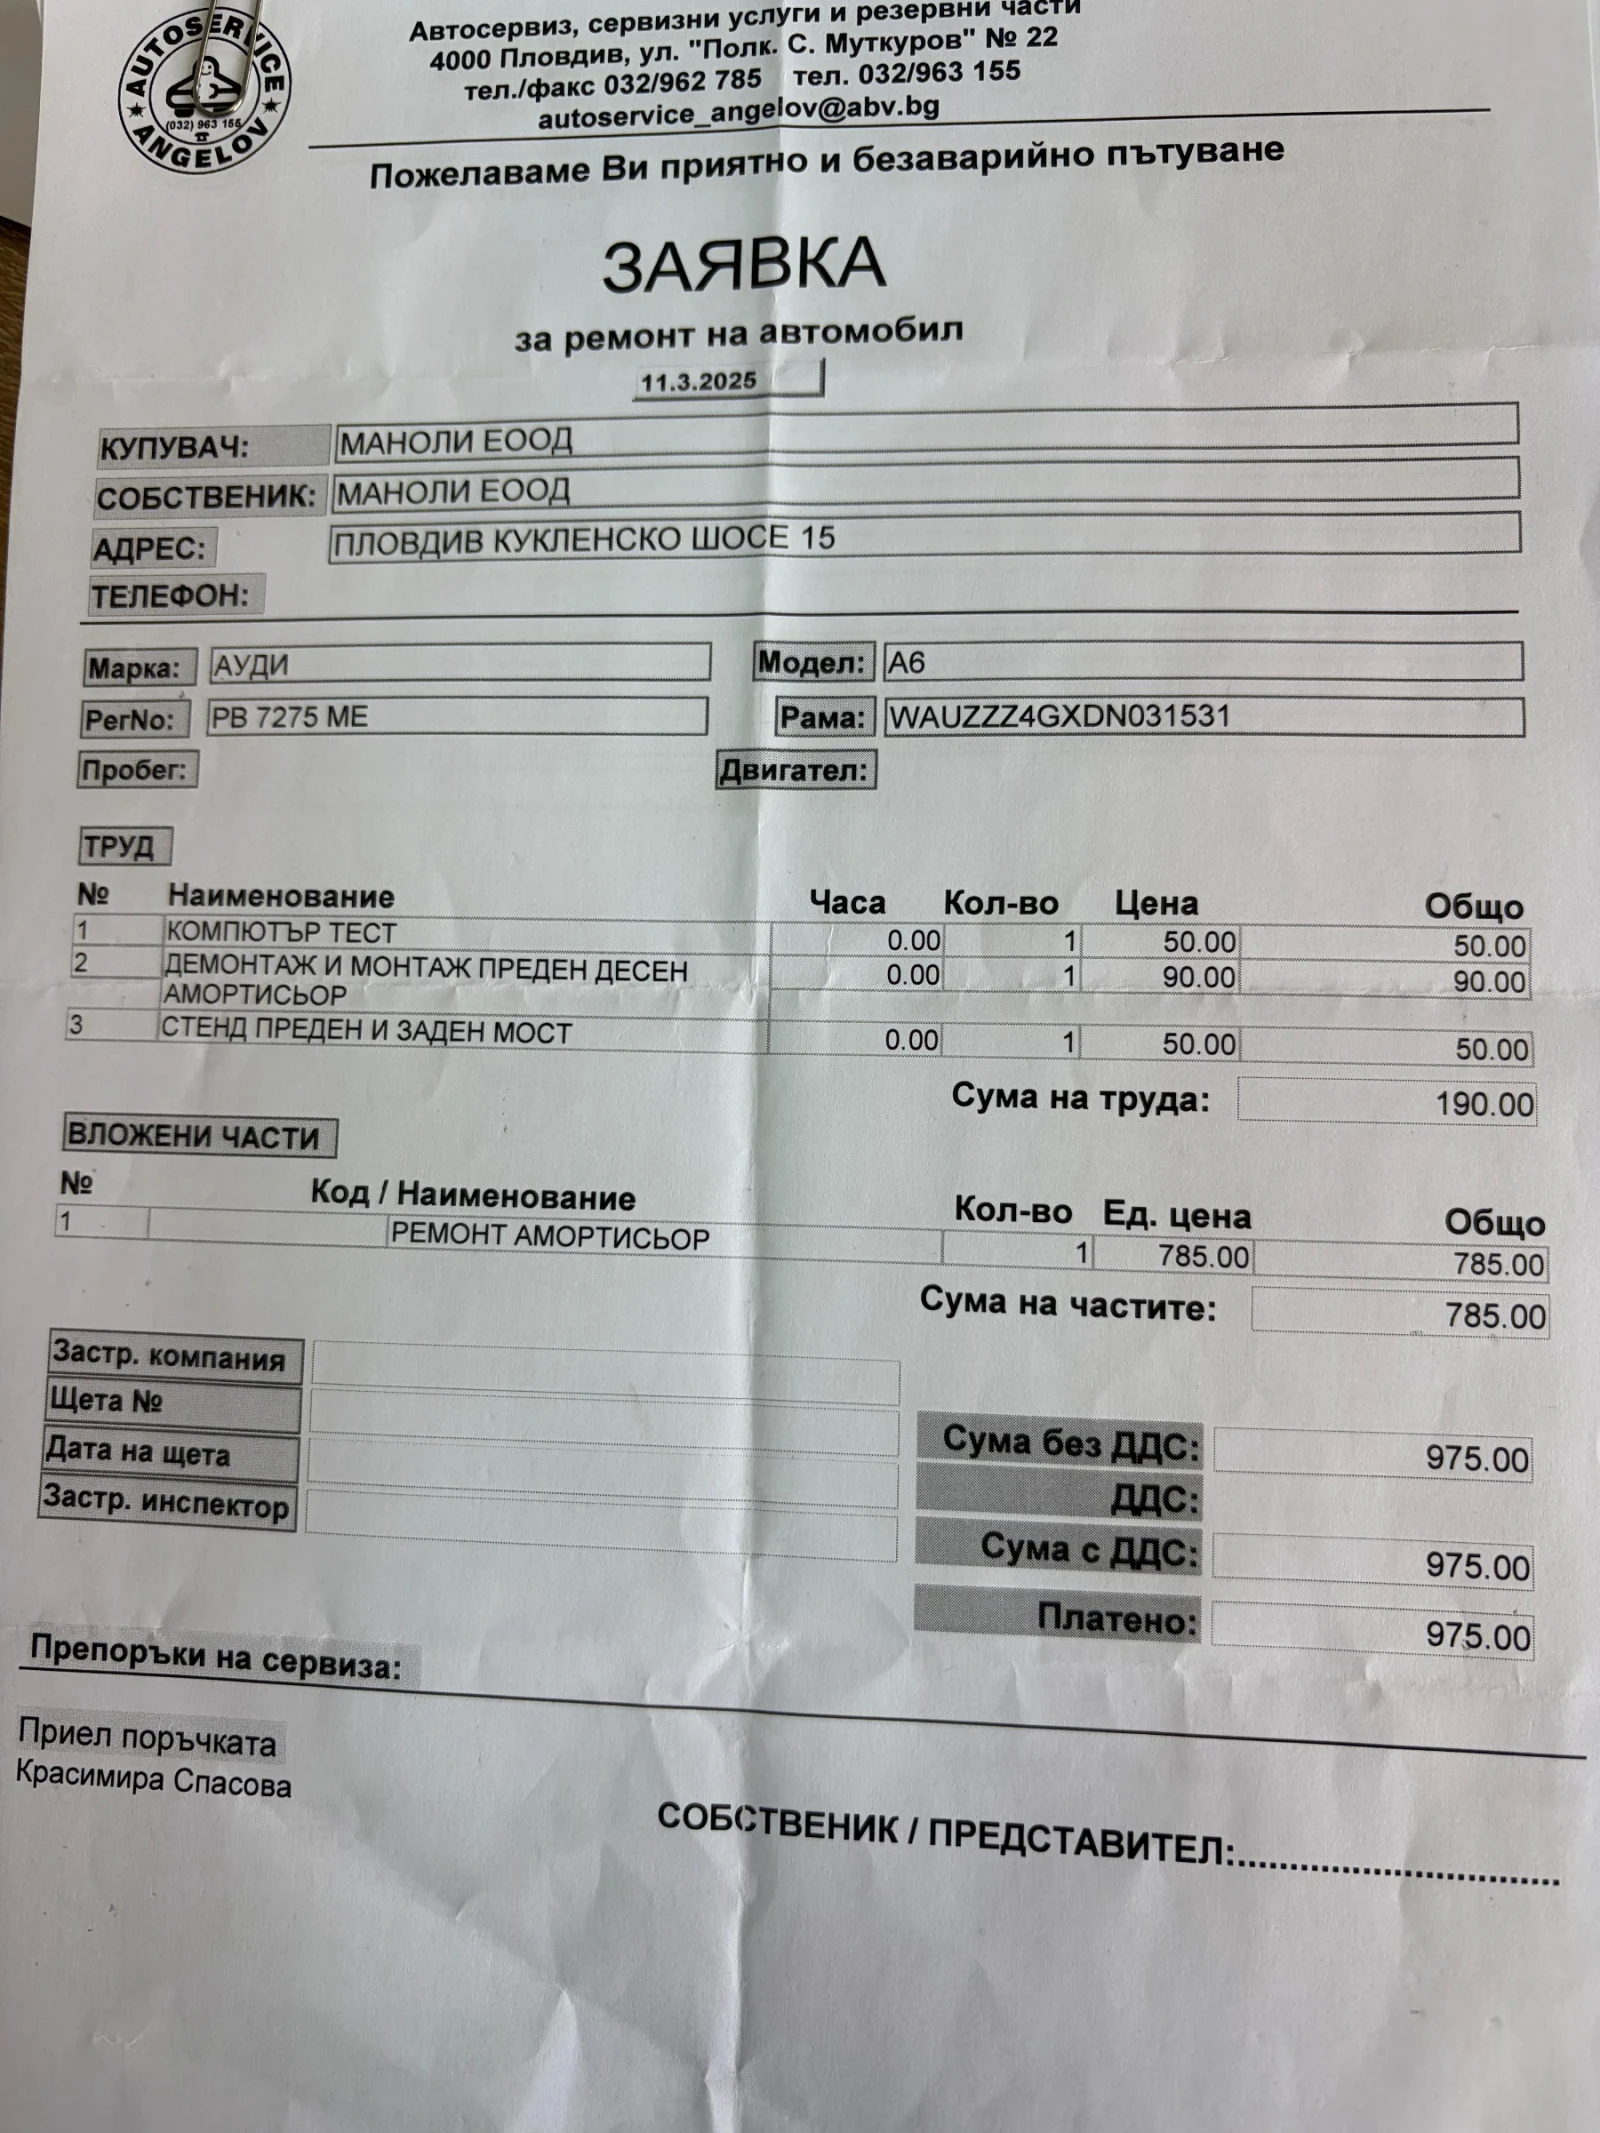 AUTOSERVICE
(032) 963 155
ANGELOV
Автосервиз, сервизни услуги и резервни части
4000 Пловдив, ул. "Полк. С. Муткуров" № 22
тел./факс 032/962 785 тел. 032/963 155
autoservice_angelov@abv.bg
Пожелаваме Ви приятно и безаварийно пътуване
ЗАЯВКА
за ремонт на автомобил
11.3.2025
КУПУВАЧ: МАНОЛИ ЕООД
СОБСТВЕНИК: МАНОЛИ ЕООД
АДРЕС: ПЛОВДИВ КУКЛЕНСКО ШОСЕ 15
ТЕЛЕФОН:
Марка: АУДИ Модел: А6
РегNo: РВ 7275 МЕ Рама: WAUZZZ4GXDN031531
Пробег: Двигател:
ТРУД
№ Наименование Часа Кол-во Цена Общо
1 КОМПЮТЪР ТЕСТ 0.00 1 50.00 50.00
2 ДЕМОНТАЖ И МОНТАЖ ПРЕДЕН ДЕСЕН 0.00 1 90.00 90.00
АМОРТИСЬОР
3 СТЕНД ПРЕДЕН И ЗАДЕН МОСТ 0.00 1 50.00 50.00
Сума на труда: 190.00
ВЛОЖЕНИ ЧАСТИ
№ Код / Наименование Кол-во Ед. цена Общо
1 РЕМОНТ АМОРТИСЬОР 1 785.00 785.00
Сума на частите: 785.00
Застр. компания
Щета №
Дата на щета
Застр. инспектор
Сума без ДДС: 975.00
ДДС:
Сума с ДДС: 975.00
Платено: 975.00
Препоръки на сервиза:
Приел поръчката
Красимира Спасова
СОБСТВЕНИК / ПРЕДСТАВИТЕЛ:..............................